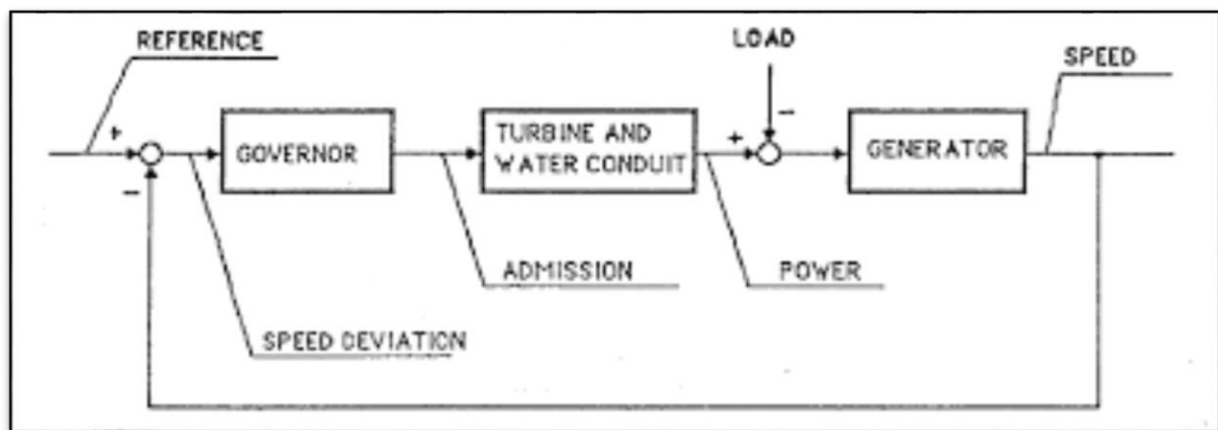 REFERENCE
LOAD
SPEED
+
-
GOVERNOR
TURBINE AND
WATER CONDUIT
+
-
GENERATOR
ADMISSION
POWER
SPEED DEVIATION